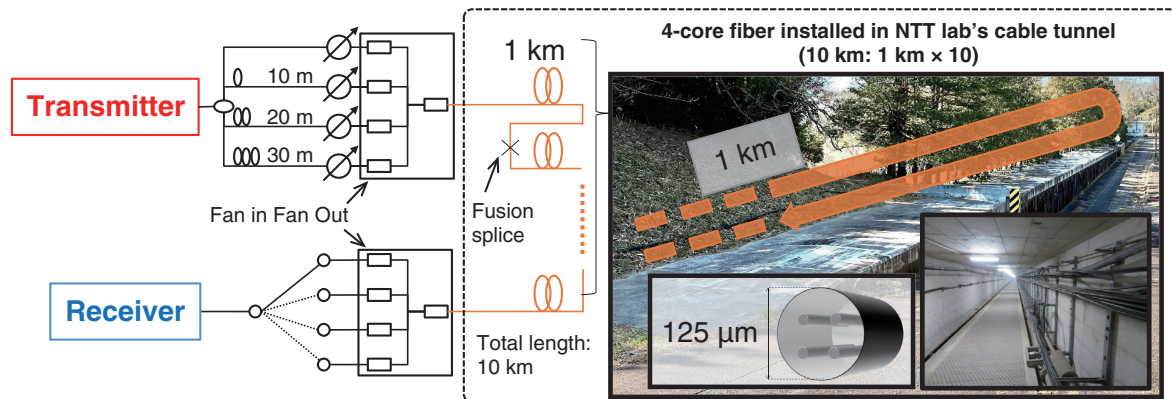 4-core fiber installed in NTT lab's cable tunnel
(10 km: 1 km × 10)
1 km
10 m
Transmitter
20 m
30 m
1 km
Fan in Fan Out
Fusion
splice
Receiver
125 µm
Total length:
10 km